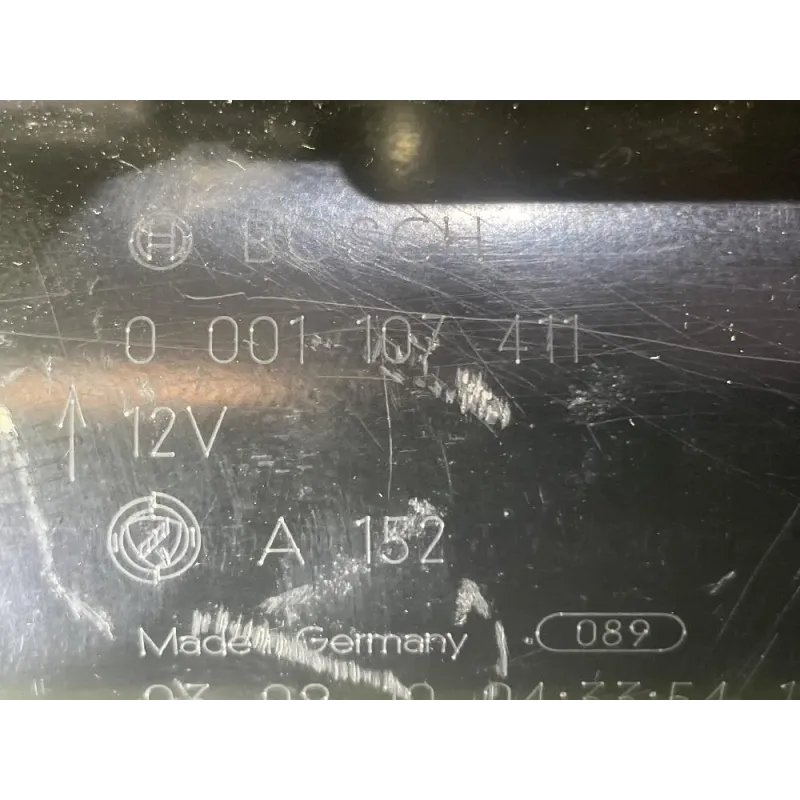 BOSCH
0 001 107 411
12V
A 152
Made in Germany 089